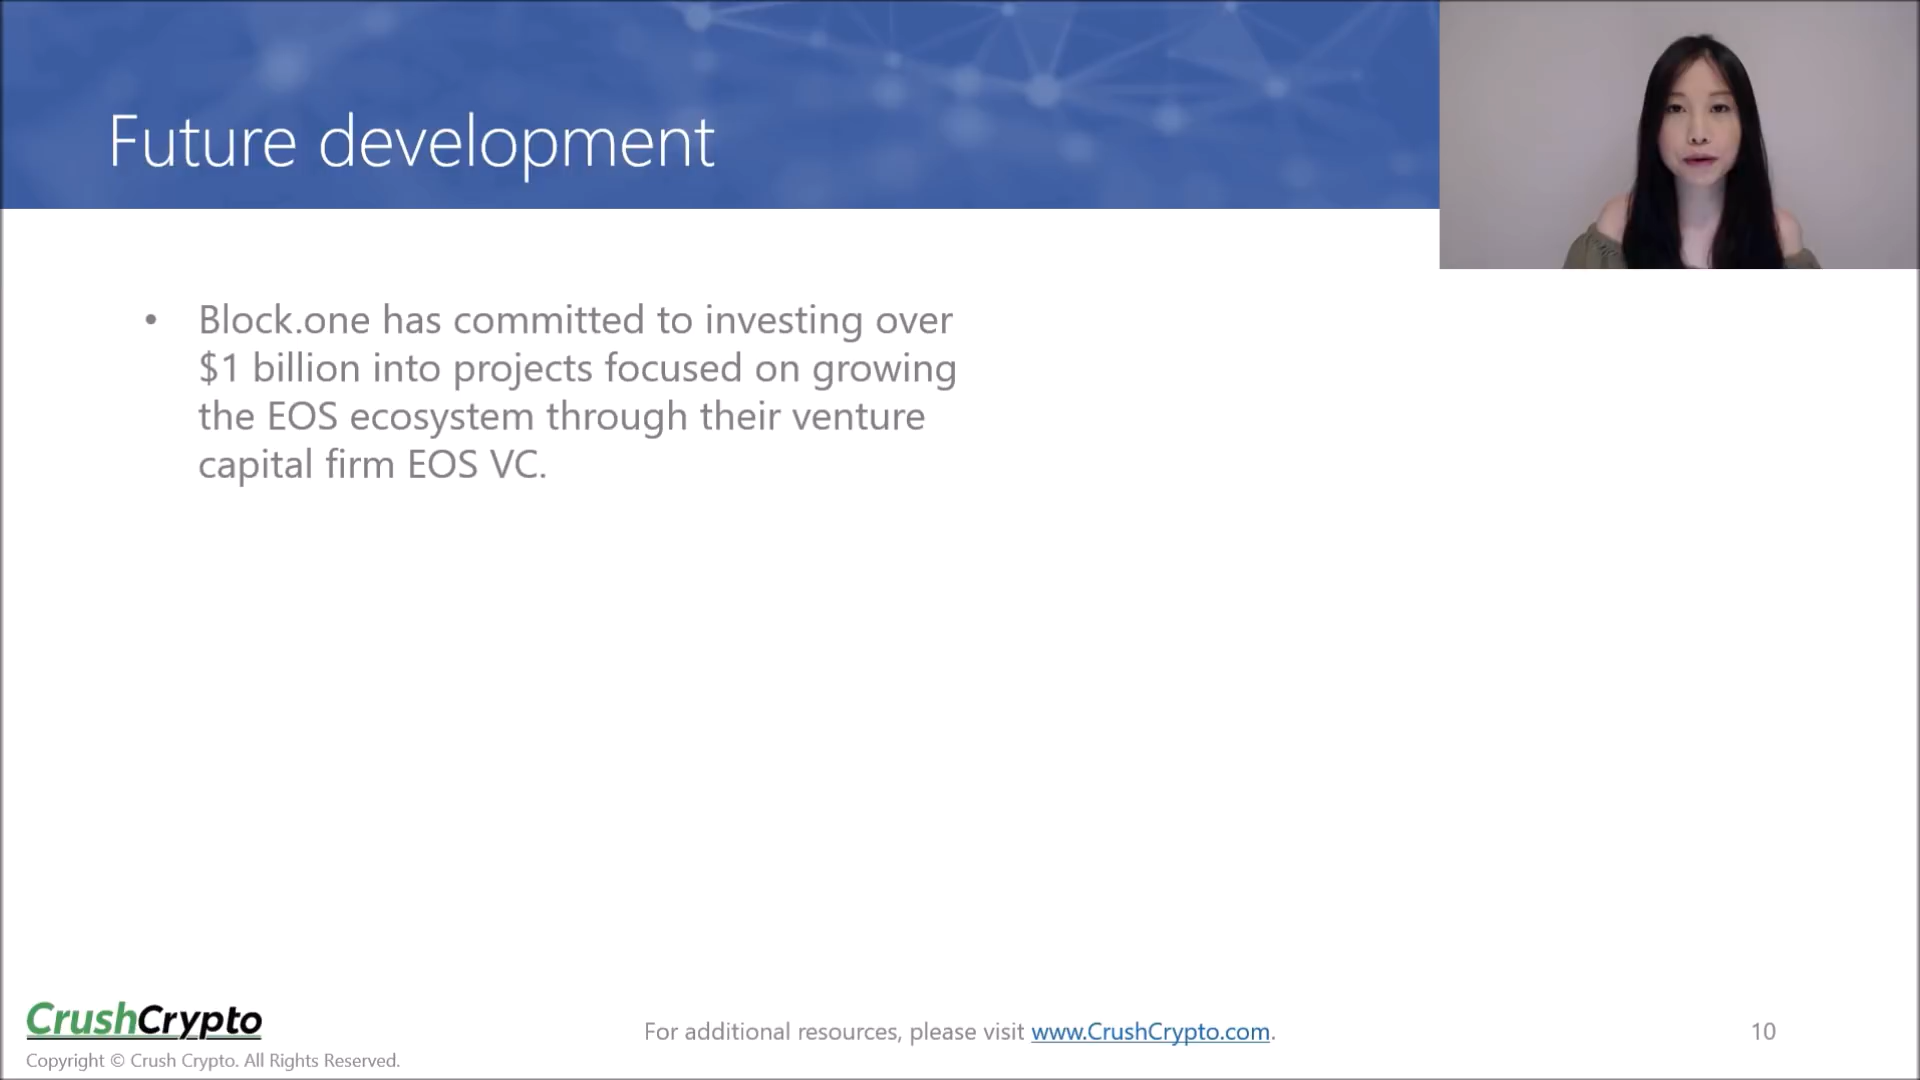 Future development
• Block.one has committed to investing over
$1 billion into projects focused on growing
the EOS ecosystem through their venture
capital firm EOS VC.
CrushCrypto
Copyright © Crush Crypto. All Rights Reserved.
For additional resources, please visit www.CrushCrypto.com.
10